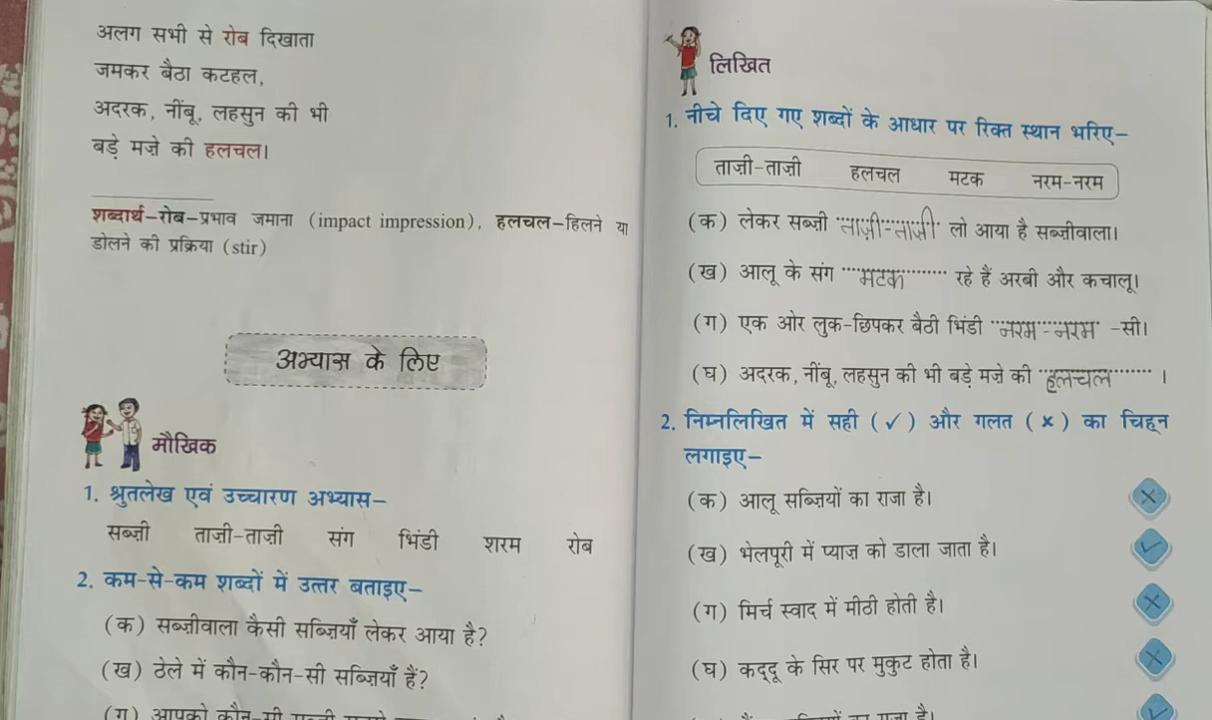 अलग सभी से रोब दिखाता
जमकर बैठा कटहल,
अदरक, नींबू, लहसुन की भी
बड़े मज़े की हलचल।
शब्दार्थ–रोब–प्रभाव जमाना (impact impression), हलचल–हिलने या
डोलने की प्रक्रिया (stir)
अभ्यास के लिए
मौखिक
1. श्रुतलेख एवं उच्चारण अभ्यास–
सब्ज़ी ताज़ी-ताज़ी संग भिंडी शरम रोब
2. कम-से-कम शब्दों में उत्तर बताइए–
(क) सब्ज़ीवाला कैसी सब्ज़ियाँ लेकर आया है?
(ख) ठेले में कौन-कौन-सी सब्ज़ियाँ हैं?
(ग) आपको कौन-सी
लिखित
1. नीचे दिए गए शब्दों के आधार पर रिक्त स्थान भरिए–
ताज़ी-ताज़ी हलचल मटक नरम-नरम
(क) लेकर सब्ज़ी ताज़ी-ताज़ी लो आया है सब्ज़ीवाला।
(ख) आलू के संग मटक रहे हैं अरबी और कचालू।
(ग) एक ओर लुक-छिपकर बैठी भिंडी नरम-नरम -सी।
(घ) अदरक, नींबू, लहसुन की भी बड़े मज़े की हलचल ।
2. निम्नलिखित में सही (✓) और गलत (×) का चिह्न
लगाइए–
(क) आलू सब्ज़ियों का राजा है। ×
(ख) भेलपूरी में प्याज़ को डाला जाता है। ✓
(ग) मिर्च स्वाद में मीठी होती है। ×
(घ) कद्दू के सिर पर मुकुट होता है। ×
राजा है। ✓